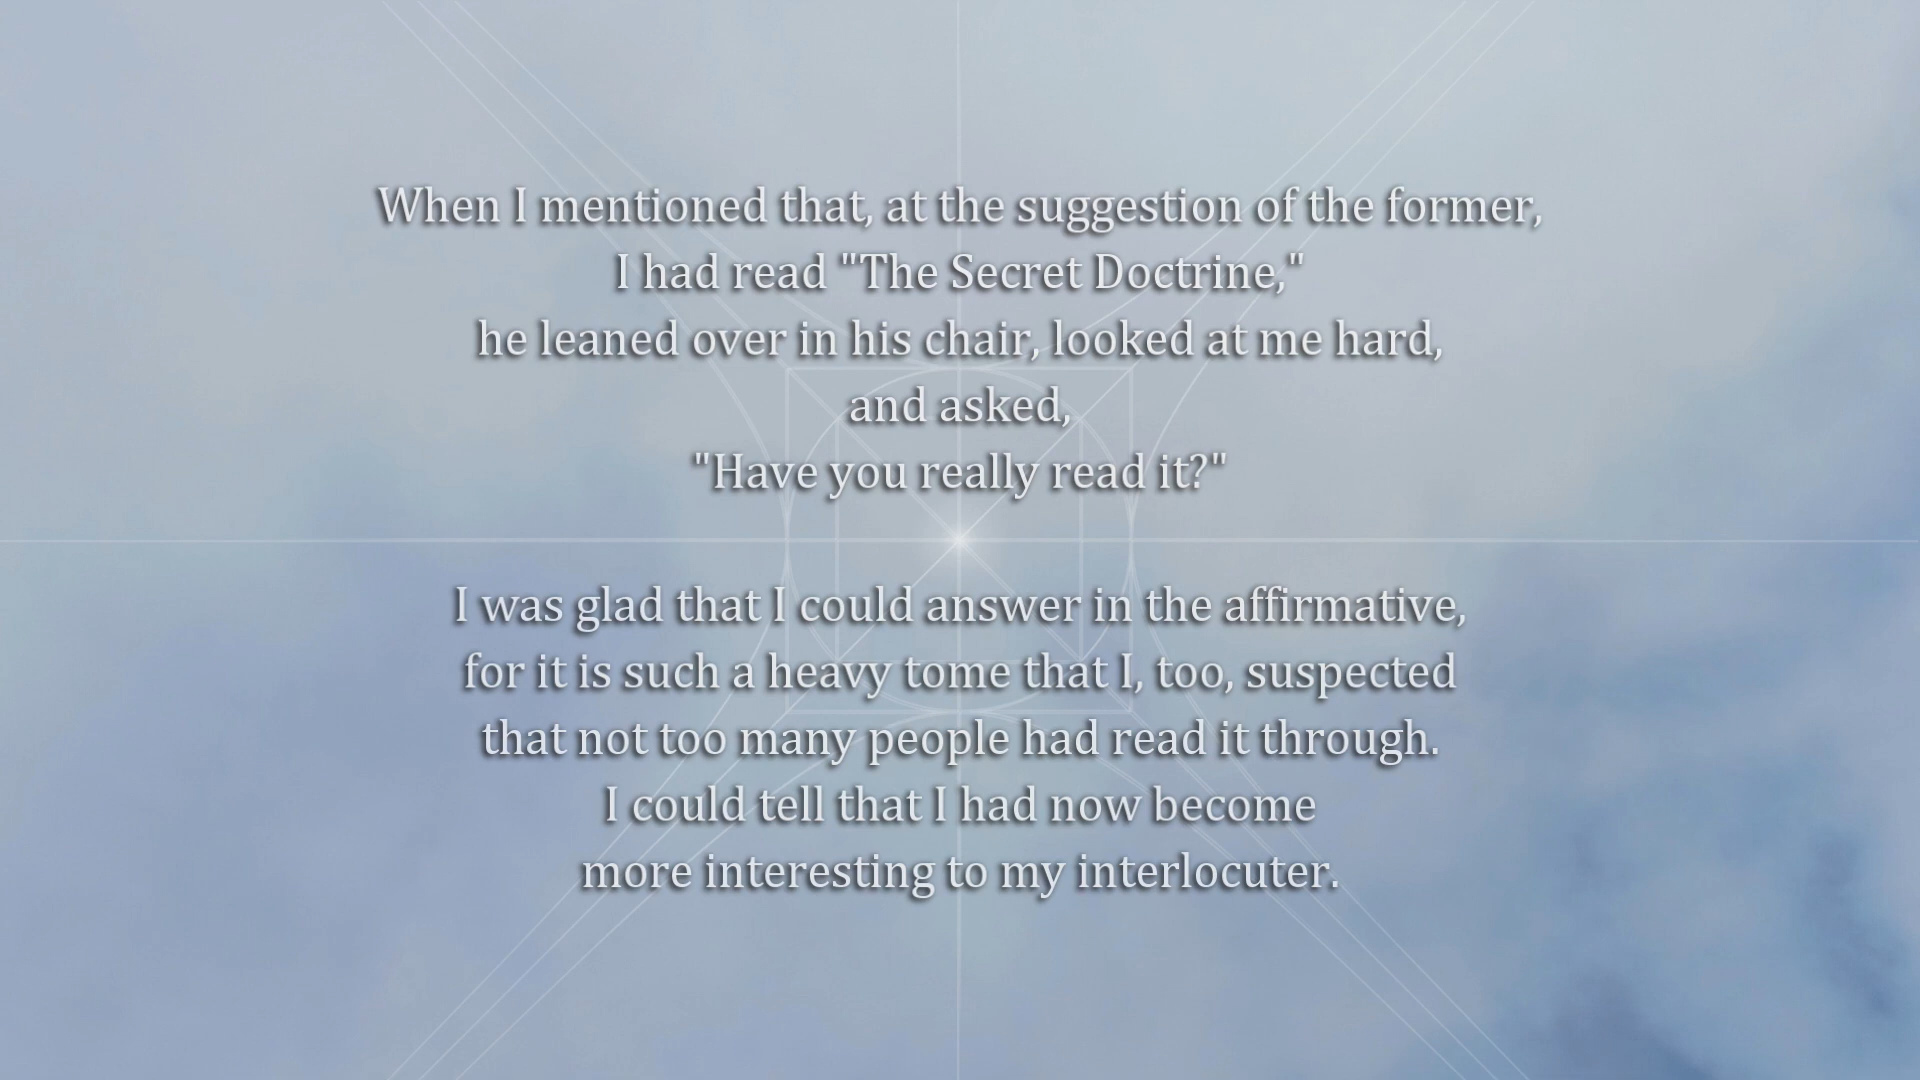 When I mentioned that, at the suggestion of the former,
I had read "The Secret Doctrine,"
he leaned over in his chair, looked at me hard,
and asked,
"Have you really read it?"
I was glad that I could answer in the affirmative,
for it is such a heavy tome that I, too, suspected
that not too many people had read it through.
I could tell that I had now become
more interesting to my interlocuter.